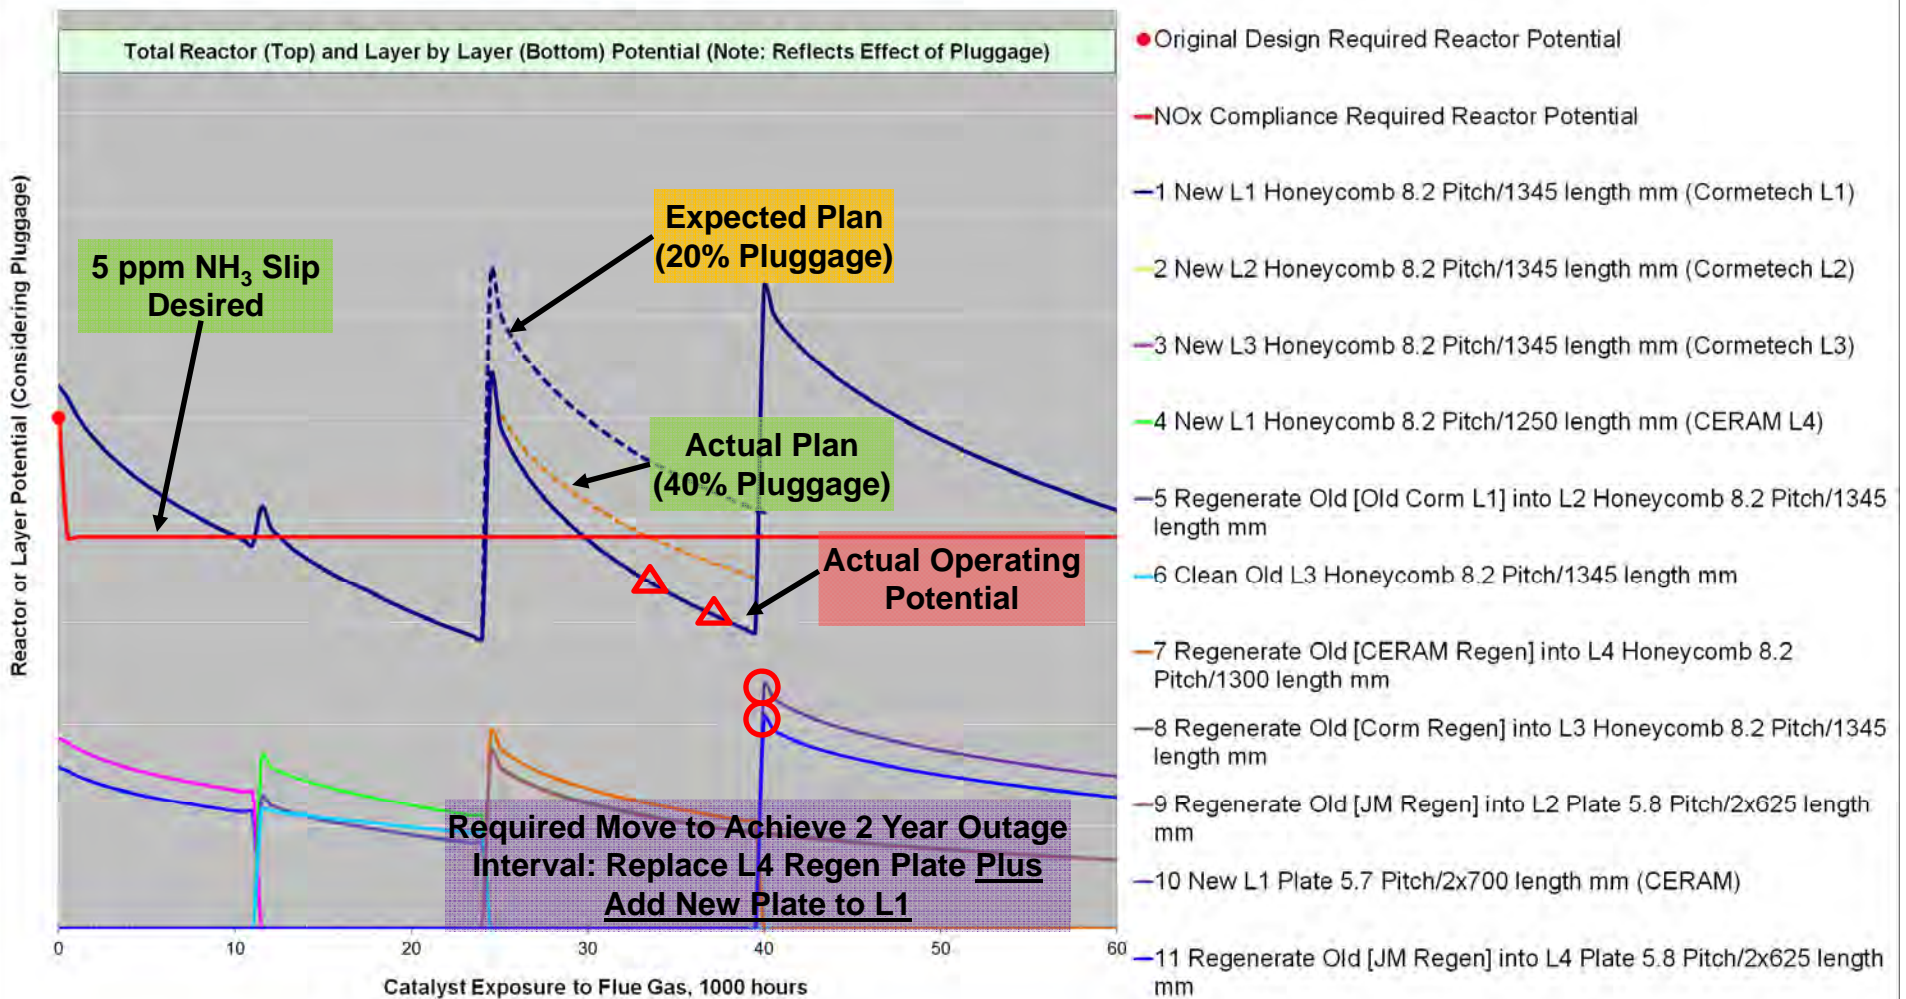 Total Reactor (Top) and Layer by Layer (Bottom) Potential (Note: Reflects Effect of Pluggage)
Reactor or Layer Potential (Considering Pluggage)
5 ppm NH₃ Slip
Desired
Expected Plan
(20% Pluggage)
Actual Plan
(40% Pluggage)
Actual Operating
Potential
Required Move to Achieve 2 Year Outage
Interval: Replace L4 Regen Plate Plus
Add New Plate to L1
0
10
20
30
40
50
60
Catalyst Exposure to Flue Gas, 1000 hours
Original Design Required Reactor Potential
NOx Compliance Required Reactor Potential
1 New L1 Honeycomb 8.2 Pitch/1345 length mm (Cormetech L1)
2 New L2 Honeycomb 8.2 Pitch/1345 length mm (Cormetech L2)
3 New L3 Honeycomb 8.2 Pitch/1345 length mm (Cormetech L3)
4 New L1 Honeycomb 8.2 Pitch/1250 length mm (CERAM L4)
5 Regenerate Old [Old Corm L1] into L2 Honeycomb 8.2 Pitch/1345
length mm
6 Clean Old L3 Honeycomb 8.2 Pitch/1345 length mm
7 Regenerate Old [CERAM Regen] into L4 Honeycomb 8.2
Pitch/1300 length mm
8 Regenerate Old [Corm Regen] into L3 Honeycomb 8.2 Pitch/1345
length mm
9 Regenerate Old [JM Regen] into L2 Plate 5.8 Pitch/2x625 length
mm
10 New L1 Plate 5.7 Pitch/2x700 length mm (CERAM)
11 Regenerate Old [JM Regen] into L4 Plate 5.8 Pitch/2x625 length
mm